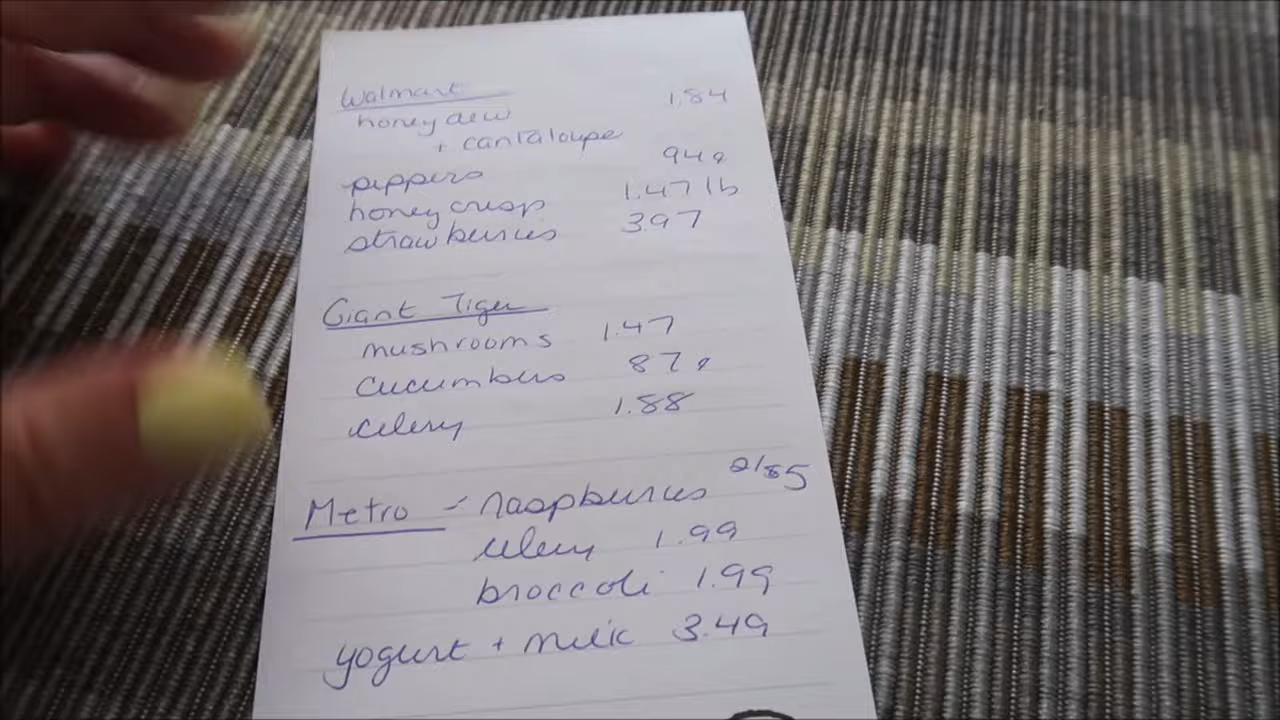 Walmart
honeydew 1.84
+ cantaloupe
peppers 94¢
honeycrisp 1.47 lb
strawberries 3.97
Giant Tiger
mushrooms 1.47
cucumbers 87¢
celery 1.88
Metro - raspberries 2/$5
celery 1.99
broccoli 1.99
yogurt + milk 3.49